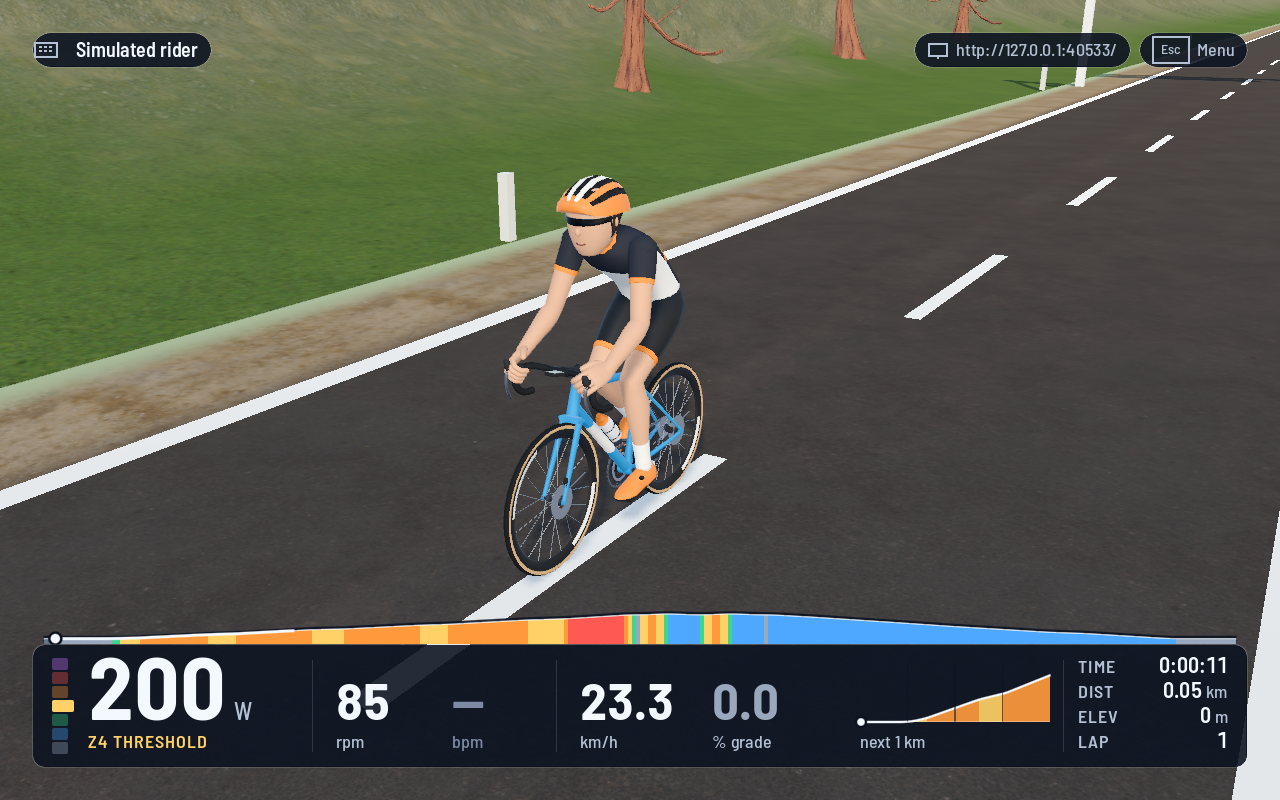 Simulated rider
http://127.0.0.1:40533/
Esc Menu
200 W
Z4 THRESHOLD
85
rpm
—
bpm
23.3
km/h
0.0
% grade
next 1 km
TIME 0:00:11
DIST 0.05 km
ELEV 0 m
LAP 1